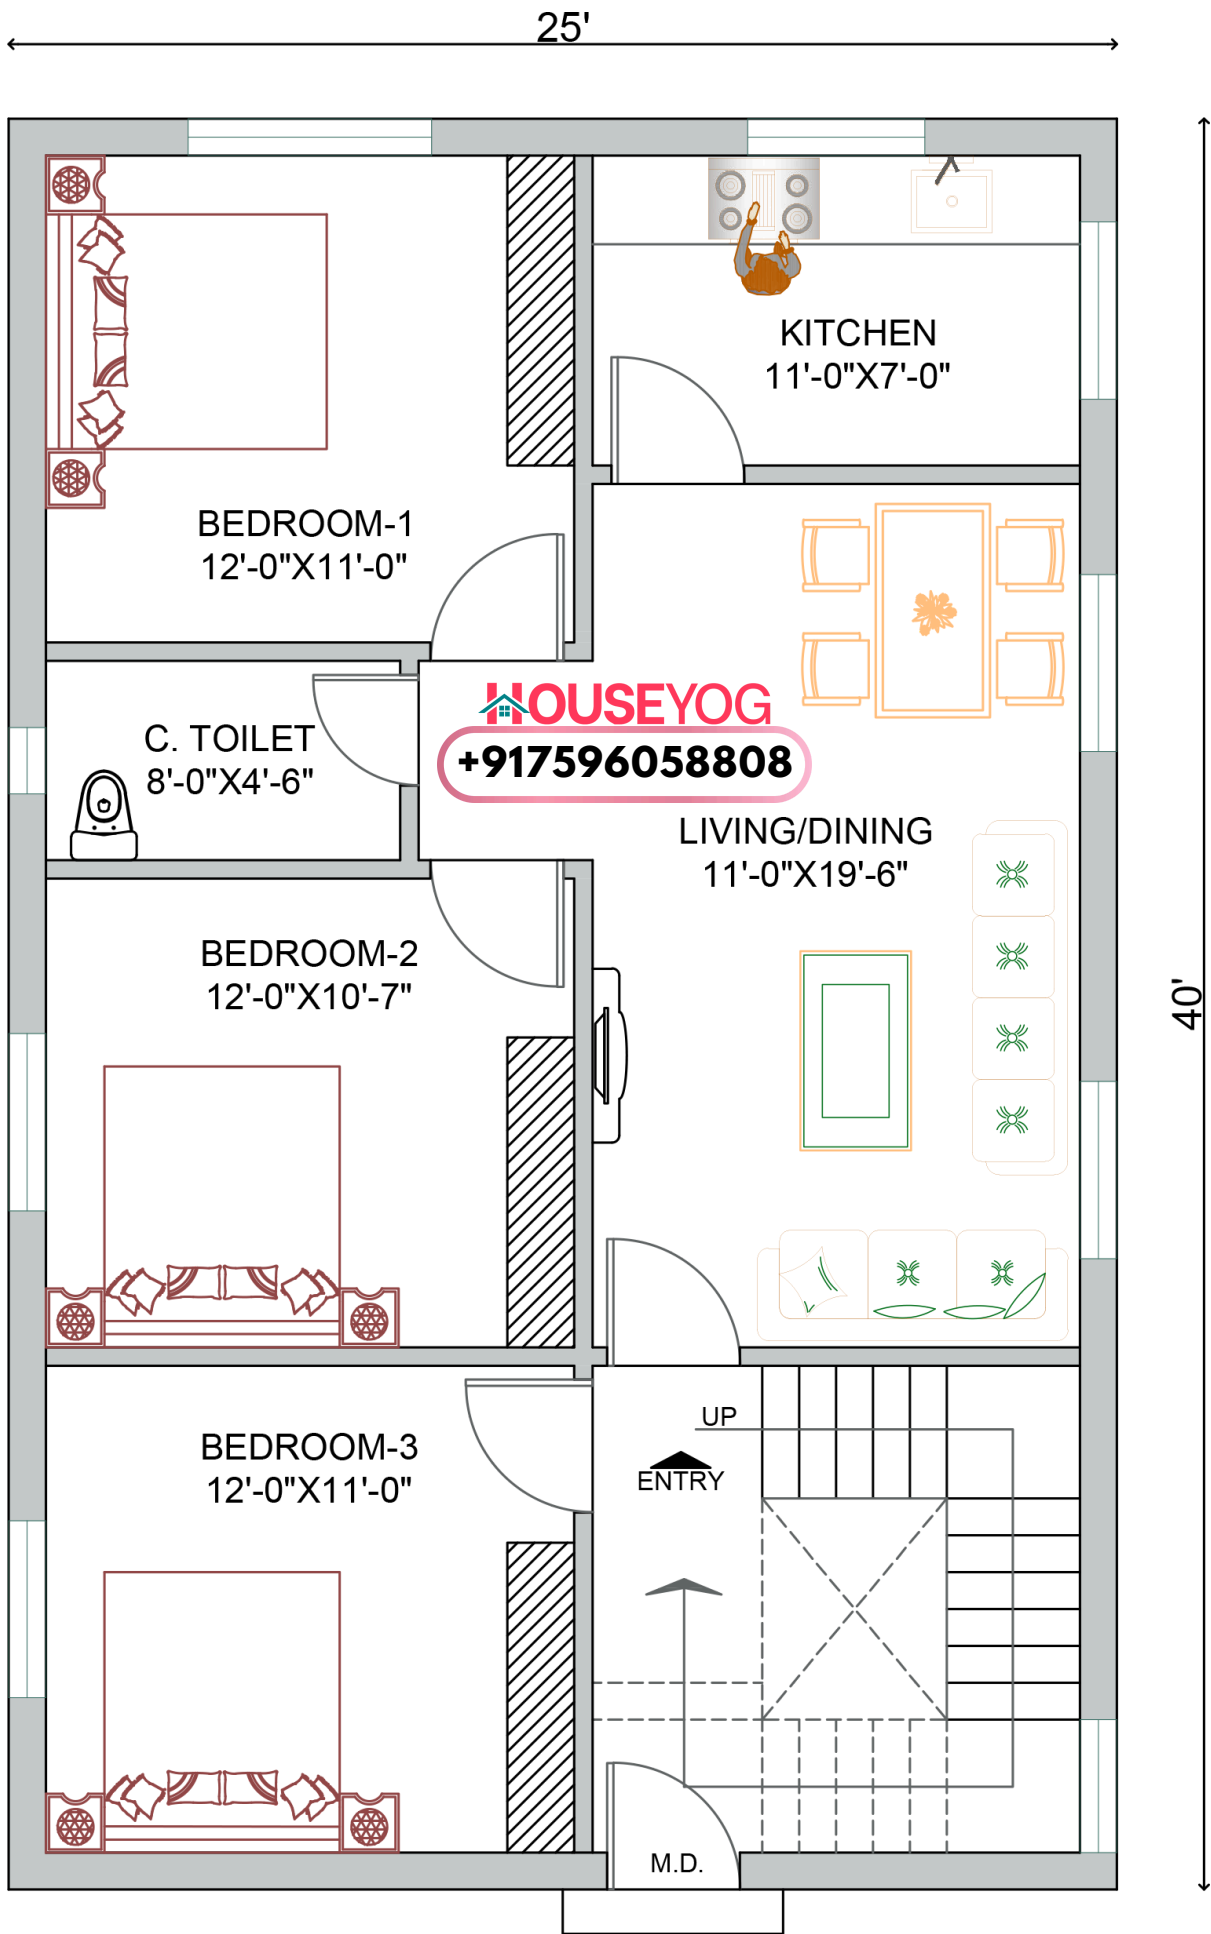 25'
KITCHEN
11'-0"X7'-0"
BEDROOM-1
12'-0"X11'-0"
HOUSEYOG
+917596058808
C. TOILET
8'-0"X4'-6"
LIVING/DINING
11'-0"X19'-6"
BEDROOM-2
12'-0"X10'-7"
40'
UP
ENTRY
BEDROOM-3
12'-0"X11'-0"
M.D.